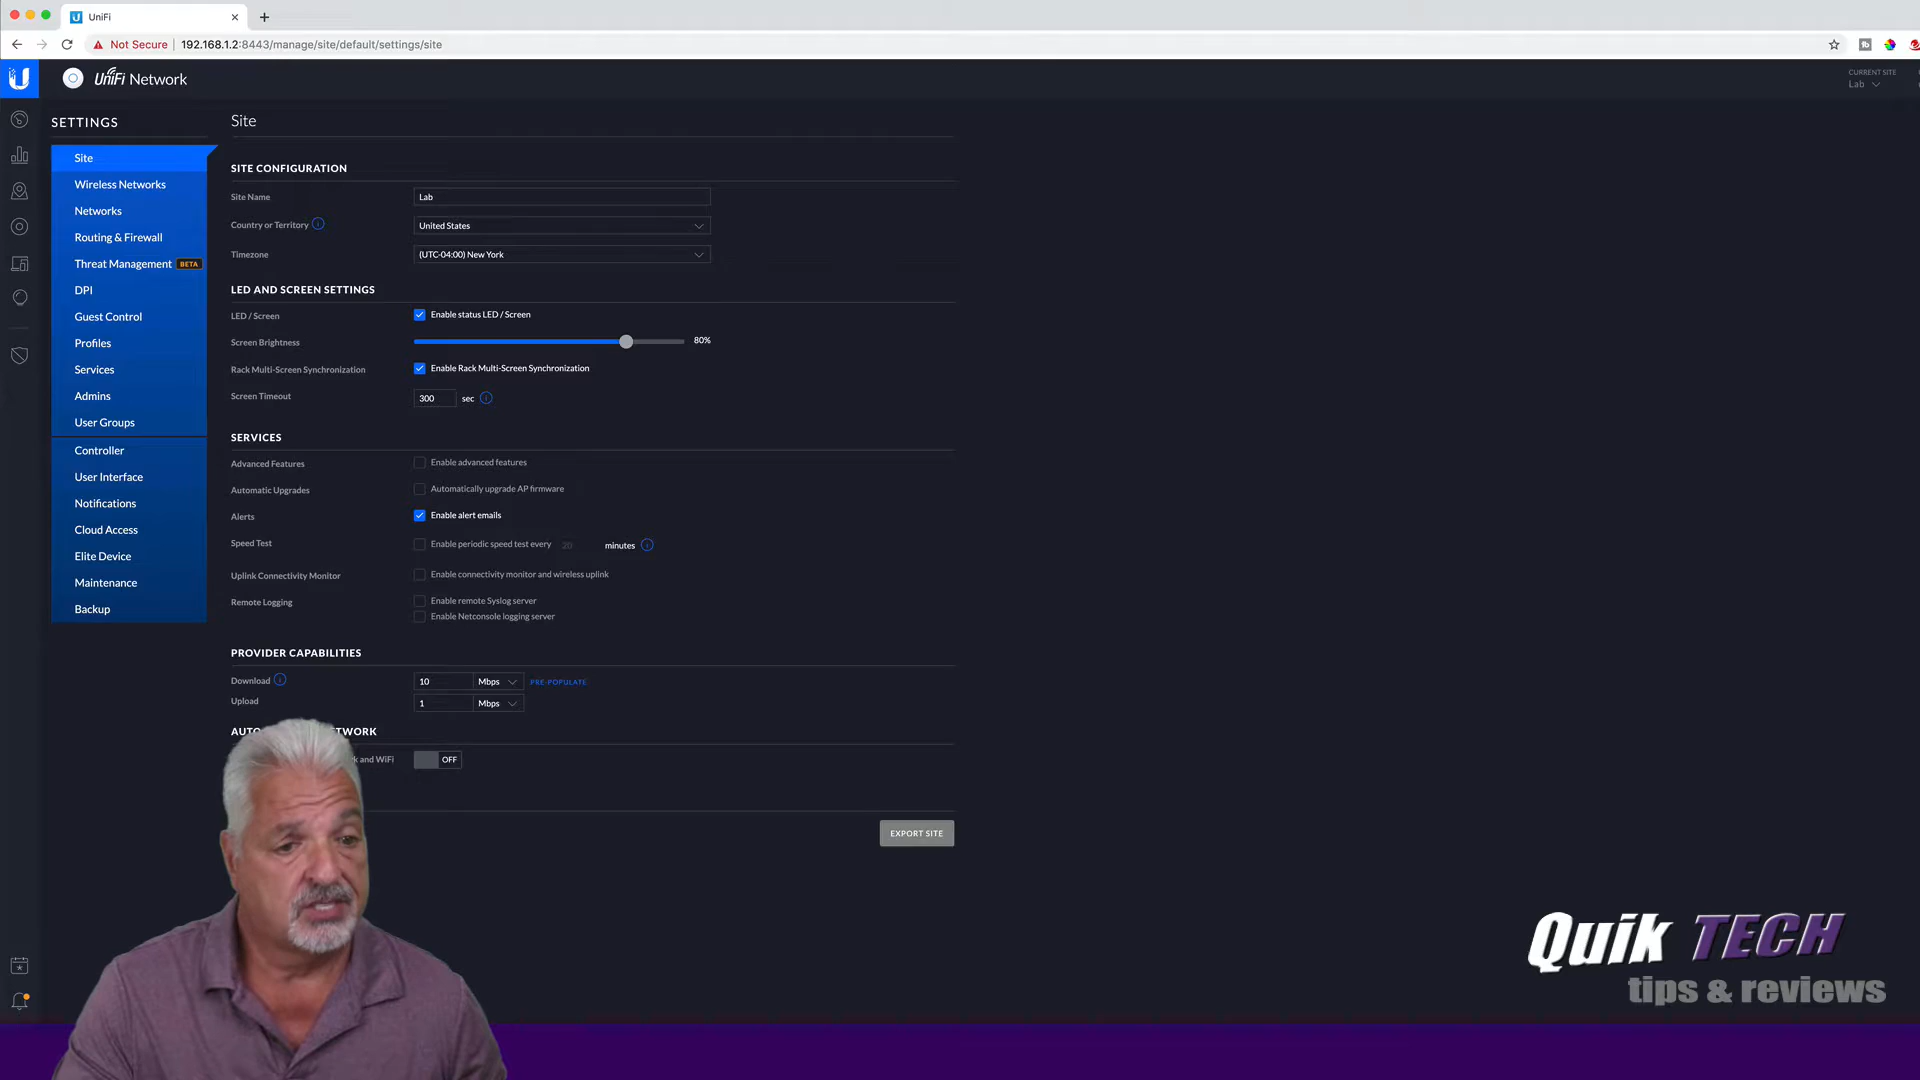 UniFi
Not Secure | 192.168.1.2:8443/manage/site/default/settings/site
UniFi Network
CURRENT SITE
Lab
SETTINGS
Site
Wireless Networks
Networks
Routing & Firewall
Threat Management BETA
DPI
Guest Control
Profiles
Services
Admins
User Groups
Controller
User Interface
Notifications
Cloud Access
Elite Device
Maintenance
Backup
Site
SITE CONFIGURATION
Site Name Lab
Country or Territory United States
Timezone (UTC-04:00) New York
LED AND SCREEN SETTINGS
LED / Screen Enable status LED / Screen
Screen Brightness 80%
Rack Multi-Screen Synchronization Enable Rack Multi-Screen Synchronization
Screen Timeout 300 sec
SERVICES
Advanced Features Enable advanced features
Automatic Upgrades Automatically upgrade AP firmware
Alerts Enable alert emails
Speed Test Enable periodic speed test every 20 minutes
Uplink Connectivity Monitor Enable connectivity monitor and wireless uplink
Remote Logging Enable remote Syslog server
Enable Netconsole logging server
PROVIDER CAPABILITIES
Download 10 Mbps PRE-POPULATE
Upload 1 Mbps
and WiFi OFF
EXPORT SITE
Quik TECH
tips & reviews